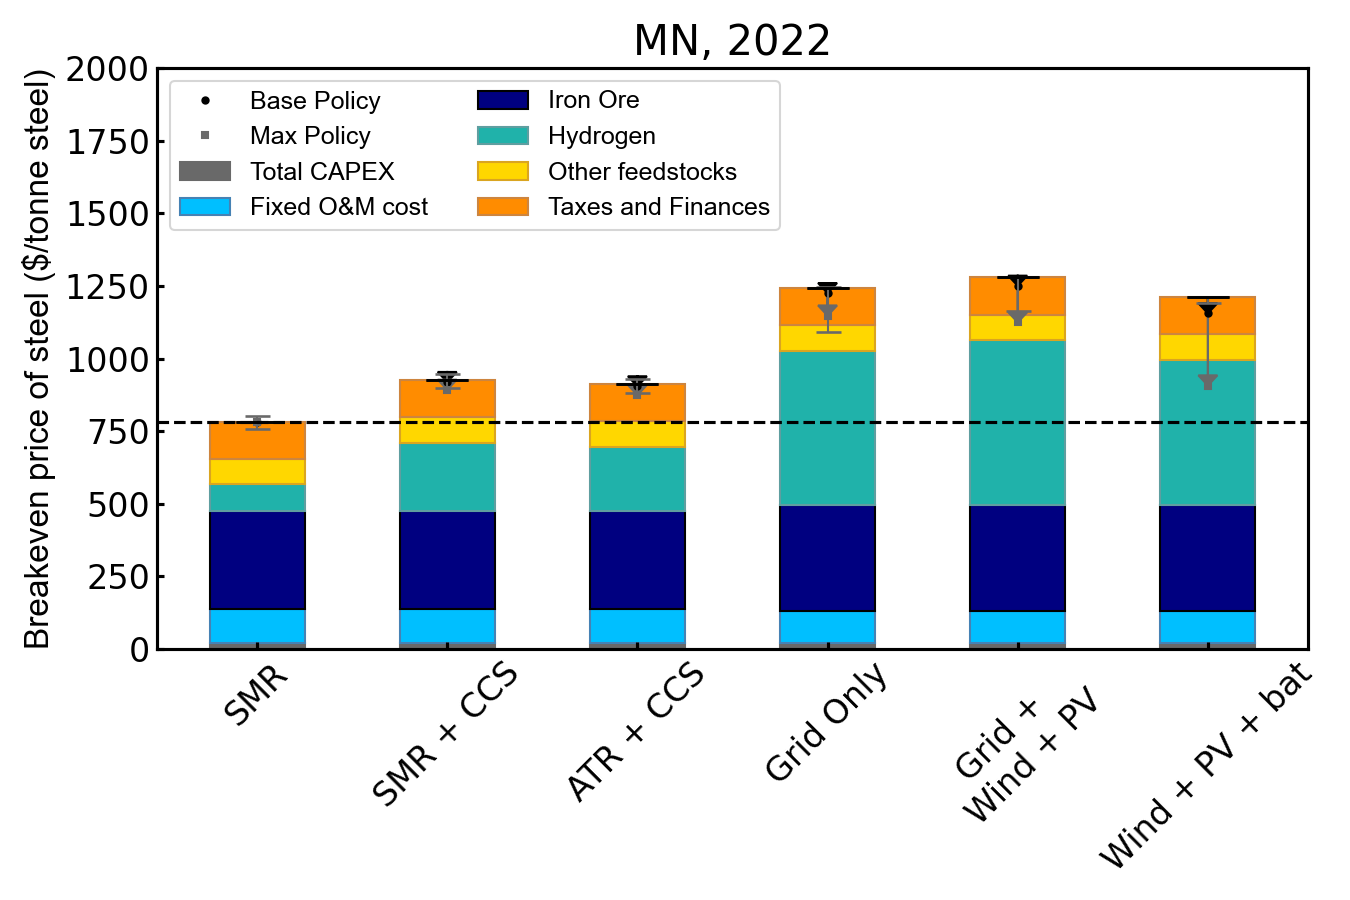 MN, 2022
Breakeven price of steel ($/tonne steel)
2000
1750
1500
1250
1000
750
500
250
0
Base Policy
Max Policy
Total CAPEX
Fixed O&M cost
Iron Ore
Hydrogen
Other feedstocks
Taxes and Finances
SMR
SMR + CCS
ATR + CCS
Grid Only
Grid +
Wind + PV
Wind + PV + bat